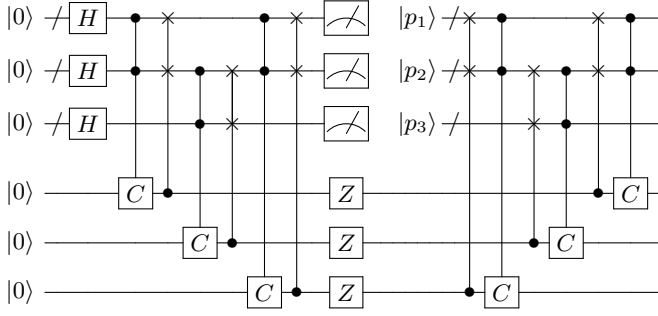 |0⟩ H |p₁⟩
|0⟩ H |p₂⟩
|0⟩ H |p₃⟩
|0⟩ C Z C
|0⟩ C Z C
|0⟩ C Z C